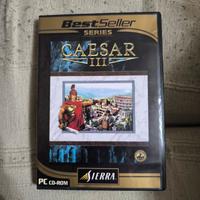 BestSeller
SERIES
CAESAR
III
PC CD-ROM
SIERRA